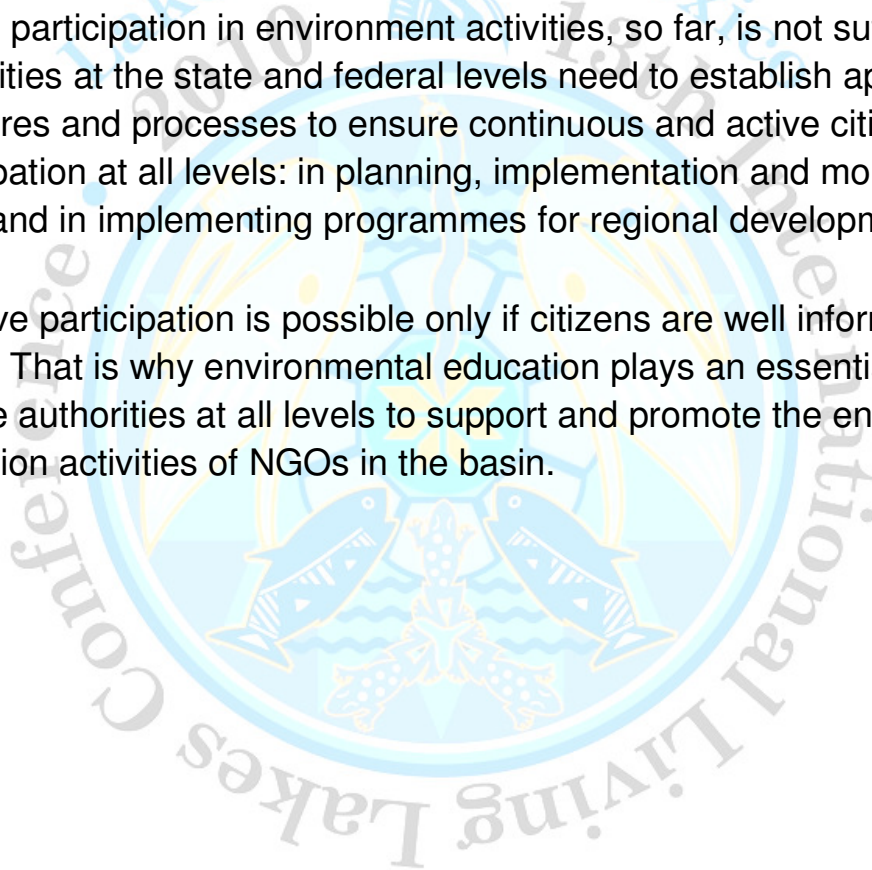 participation in environment activities, so far, is not su
ities at the state and federal levels need to establish ap
res and processes to ensure continuous and active citi
pation at all levels: in planning, implementation and mo
and in implementing programmes for regional developm
ve participation is possible only if citizens are well infor
That is why environmental education plays an essenti
e authorities at all levels to support and promote the en
ion activities of NGOs in the basin.
2010
13th International Living Lakes Conference